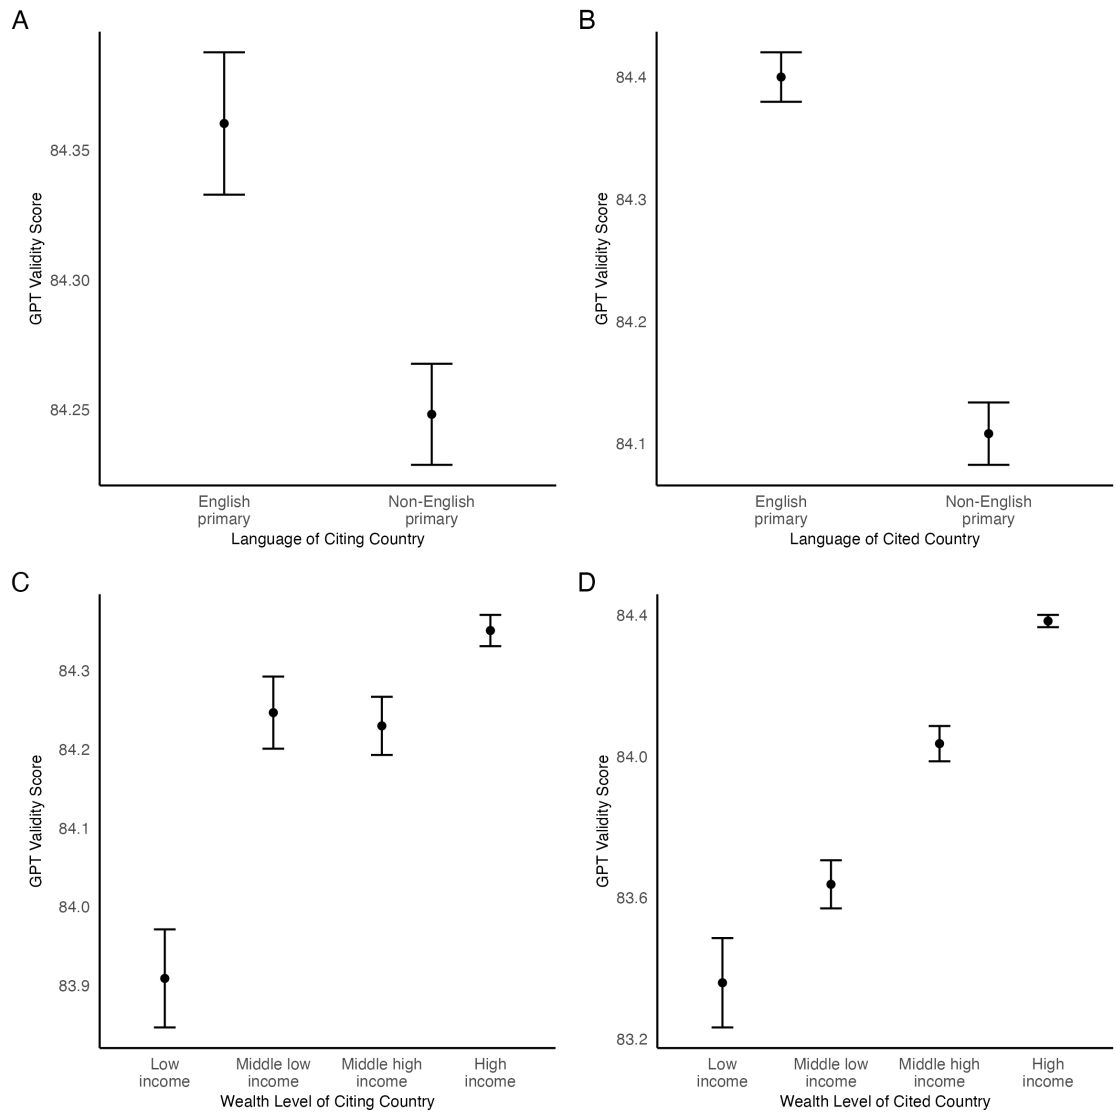 A
GPT Validity Score
84.35
84.30
84.25
English
primary
Non-English
primary
Language of Citing Country
B
GPT Validity Score
84.4
84.3
84.2
84.1
English
primary
Non-English
primary
Language of Cited Country
C
GPT Validity Score
84.3
84.2
84.1
84.0
83.9
Low
income
Middle low
income
Middle high
income
High
income
Wealth Level of Citing Country
D
GPT Validity Score
84.4
84.0
83.6
83.2
Low
income
Middle low
income
Middle high
income
High
income
Wealth Level of Cited Country